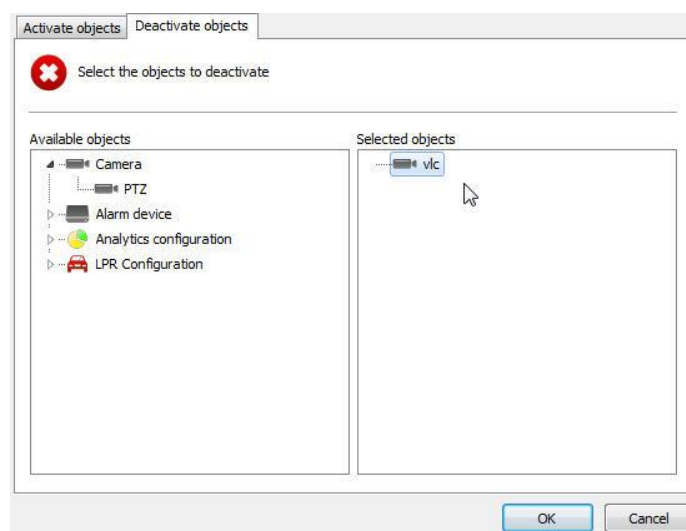 Activate objects
Deactivate objects
Select the objects to deactivate
Available objects
Selected objects
Camera
PTZ
Alarm device
Analytics configuration
LPR Configuration
vlc
OK
Cancel